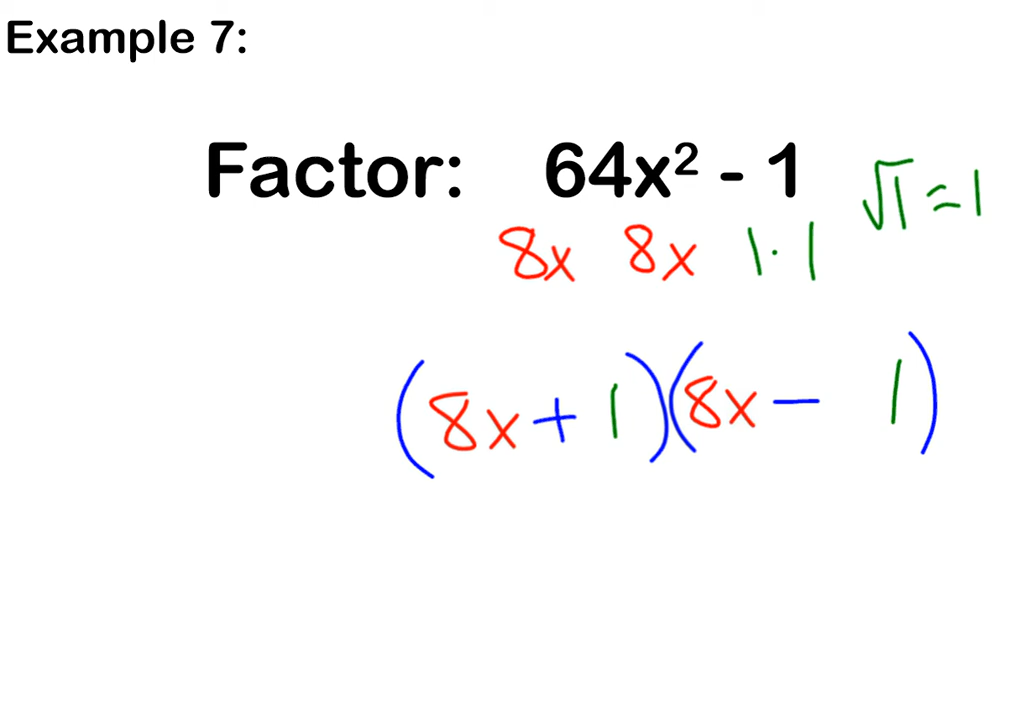 Example 7:
Factor: 64x² - 1
√1 = 1
8x 8x 1·1
(8x + 1)(8x - 1)